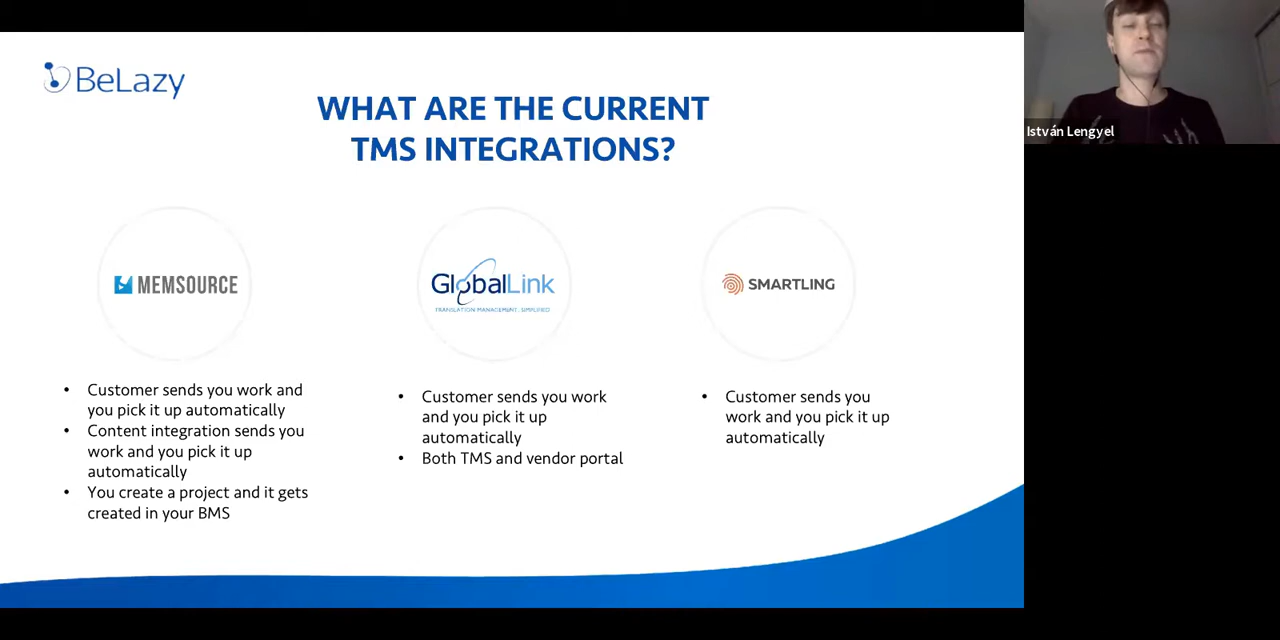 BeLazy
WHAT ARE THE CURRENT
TMS INTEGRATIONS?
István Lengyel
MEMSOURCE
GlobalLink
TRANSLATION MANAGEMENT. SIMPLIFIED
SMARTLING
• Customer sends you work and
you pick it up automatically
• Content integration sends you
work and you pick it up
automatically
• You create a project and it gets
created in your BMS
• Customer sends you work
and you pick it up
automatically
• Both TMS and vendor portal
• Customer sends you
work and you pick it up
automatically